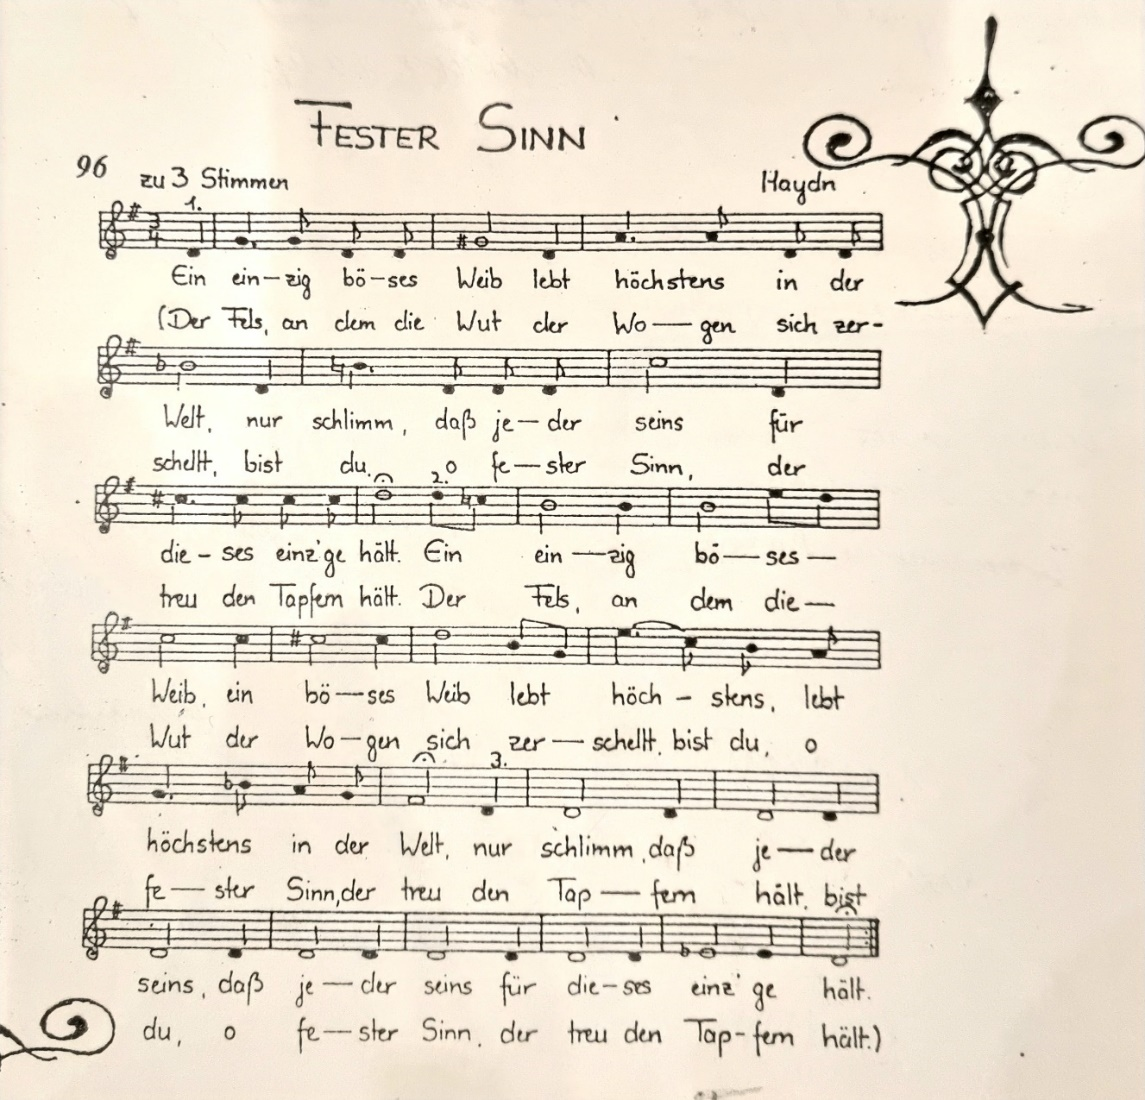 FESTER SINN
96
zu 3 Stimmen
Haydn
1.
3
4
Ein ein-zig bö-ses Weib lebt höchstens in der
(Der Fels, an dem die Wut der Wo-gen sich zer-
Welt, nur schlimm, daß je-der seins für
schellt, bist du, o fe-ster Sinn, der
2.
die-ses einz'ge hält. Ein ein-zig bö-ses-
treu den Tapfern hält. Der Fels, an dem die-
Weib, ein bö-ses Weib lebt höch-stens, lebt
Wut der Wo-gen sich zer-schellt, bist du, o
3.
höchstens in der Welt, nur schlimm, daß je-der
fe-ster Sinn, der treu den Tap-fern hält, bist
seins, daß je-der seins für die-ses einz'ge hält.
du, o fe-ster Sinn, der treu den Tap-fern hält.)